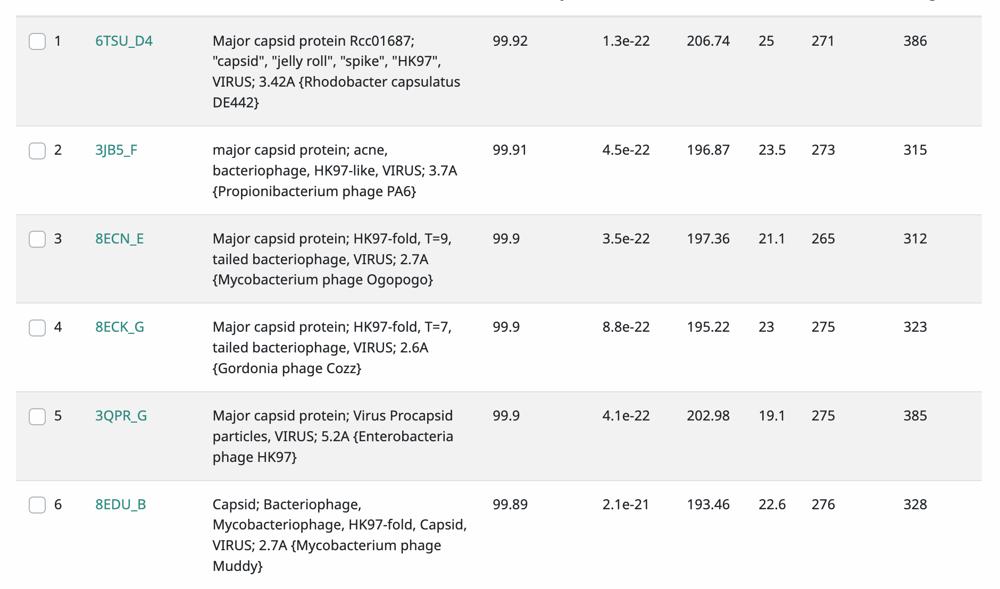 1 6TSU_D4 Major capsid protein Rcc01687; 99.92 1.3e-22 206.74 25 271 386
"capsid", "jelly roll", "spike", "HK97",
VIRUS; 3.42A {Rhodobacter capsulatus
DE442}
2 3JB5_F major capsid protein; acne, 99.91 4.5e-22 196.87 23.5 273 315
bacteriophage, HK97-like, VIRUS; 3.7A
{Propionibacterium phage PA6}
3 8ECN_E Major capsid protein; HK97-fold, T=9, 99.9 3.5e-22 197.36 21.1 265 312
tailed bacteriophage, VIRUS; 2.7A
{Mycobacterium phage Ogopogo}
4 8ECK_G Major capsid protein; HK97-fold, T=7, 99.9 8.8e-22 195.22 23 275 323
tailed bacteriophage, VIRUS; 2.6A
{Gordonia phage Cozz}
5 3QPR_G Major capsid protein; Virus Procapsid 99.9 4.1e-22 202.98 19.1 275 385
particles, VIRUS; 5.2A {Enterobacteria
phage HK97}
6 8EDU_B Capsid; Bacteriophage, 99.89 2.1e-21 193.46 22.6 276 328
Mycobacteriophage, HK97-fold, Capsid,
VIRUS; 2.7A {Mycobacterium phage
Muddy}